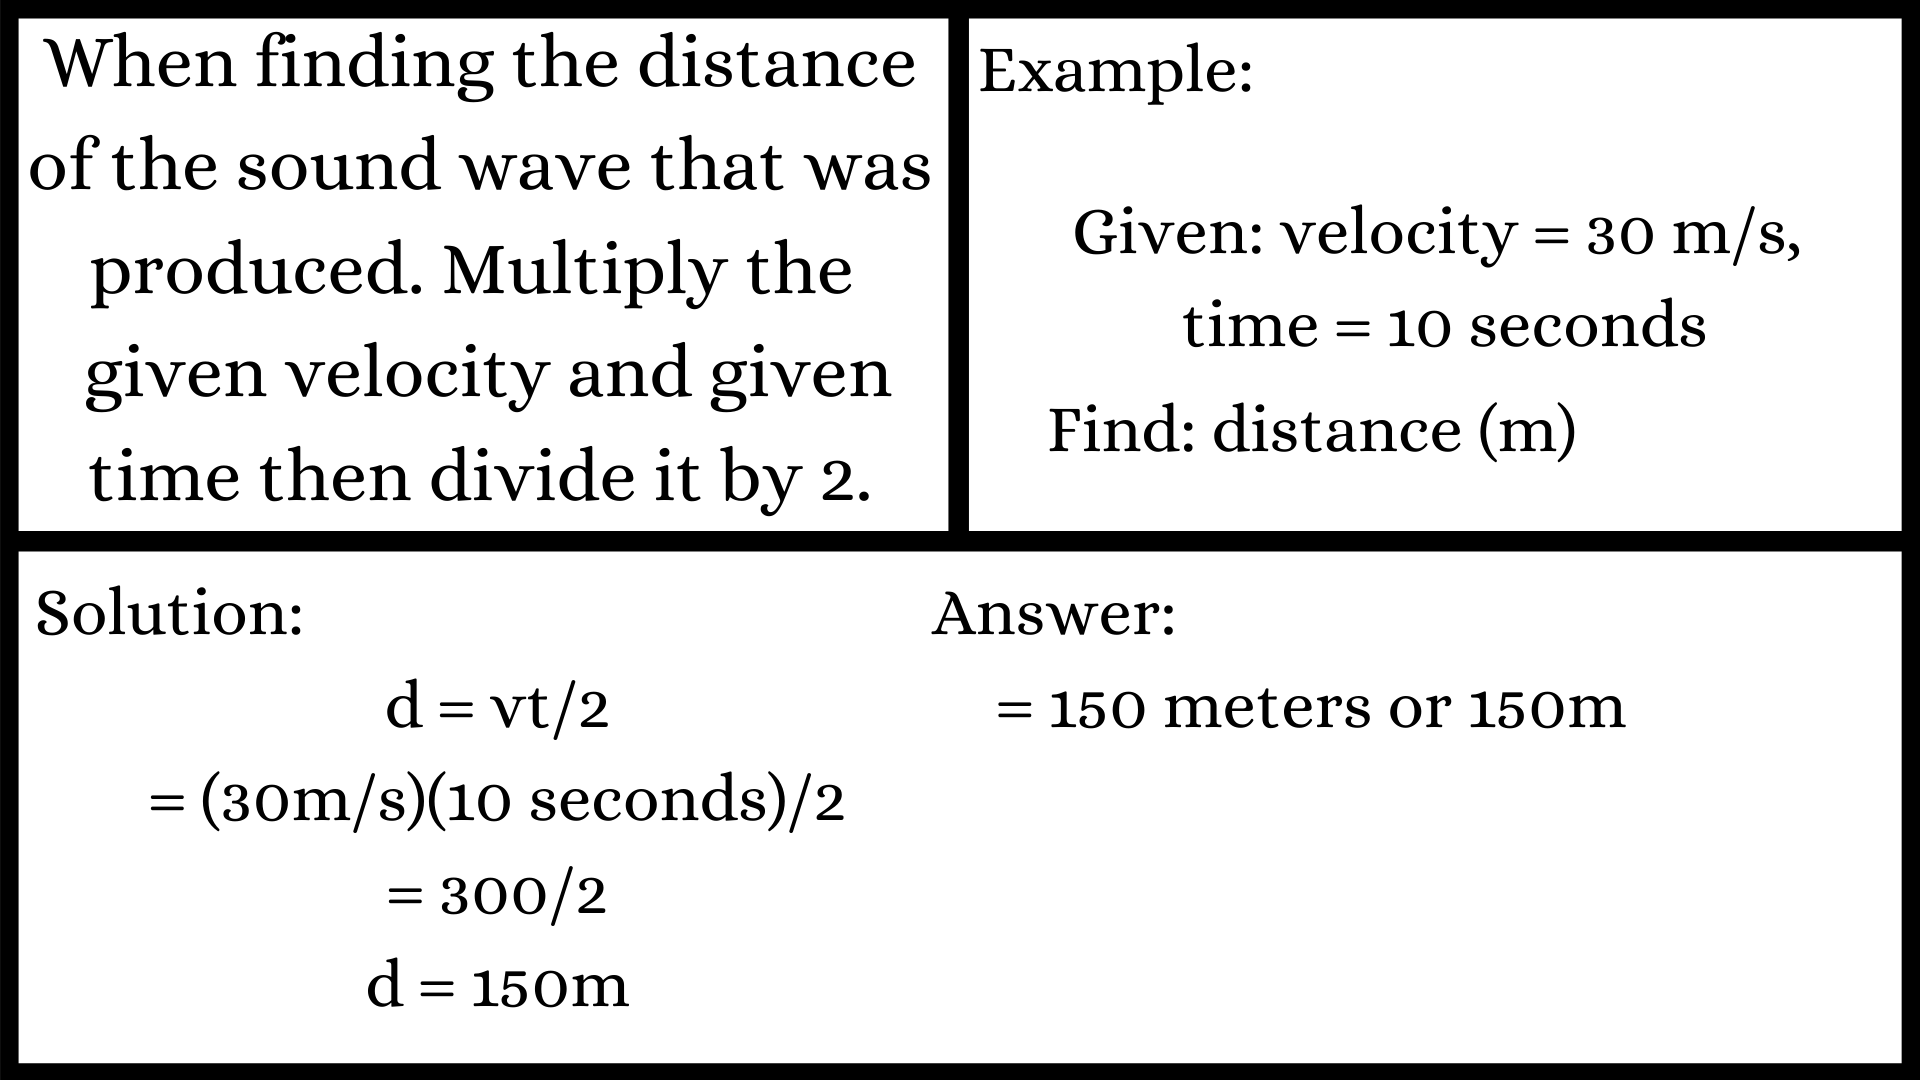 When finding the distance
of the sound wave that was
produced. Multiply the
given velocity and given
time then divide it by 2.
Example:
Given: velocity = 30 m/s,
time = 10 seconds
Find: distance (m)
Solution:
d = vt/2
= (30m/s)(10 seconds)/2
= 300/2
d = 150m
Answer:
= 150 meters or 150m